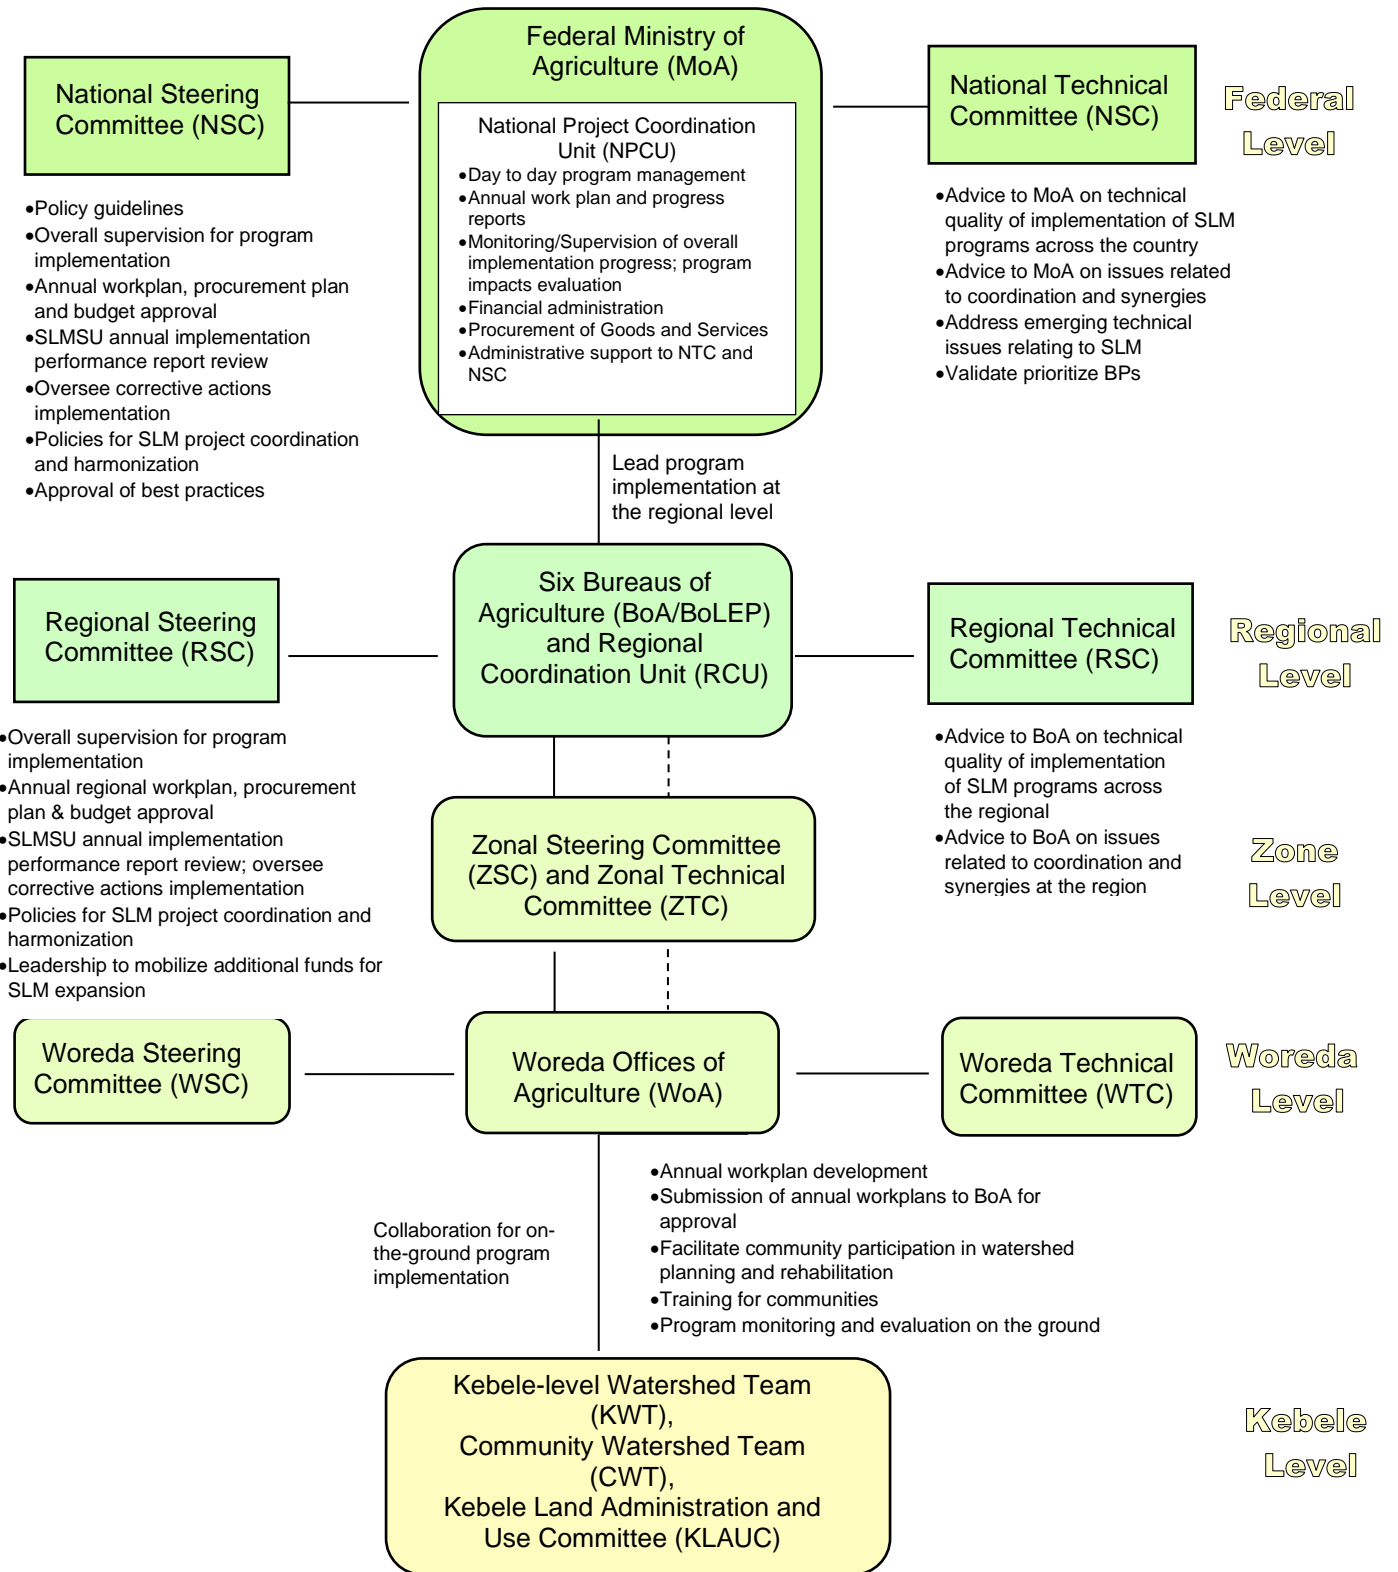 Federal Ministry of
Agriculture (MoA)
National Steering
Committee (NSC)
National Technical
Committee (NSC)
Federal
Level
National Project Coordination
Unit (NPCU)
•Day to day program management
•Annual work plan and progress
reports
•Monitoring/Supervision of overall
implementation progress; program
impacts evaluation
•Financial administration
•Procurement of Goods and Services
•Administrative support to NTC and
NSC
•Policy guidelines
•Overall supervision for program
implementation
•Annual workplan, procurement plan
and budget approval
•SLMSU annual implementation
performance report review
•Oversee corrective actions
implementation
•Policies for SLM project coordination
and harmonization
•Approval of best practices
•Advice to MoA on technical
quality of implementation of SLM
programs across the country
•Advice to MoA on issues related
to coordination and synergies
•Address emerging technical
issues relating to SLM
•Validate prioritize BPs
Lead program
implementation at
the regional level
Regional Steering
Committee (RSC)
Six Bureaus of
Agriculture (BoA/BoLEP)
and Regional
Coordination Unit (RCU)
Regional Technical
Committee (RSC)
Regional
Level
•Overall supervision for program
implementation
•Annual regional workplan, procurement
plan & budget approval
•SLMSU annual implementation
performance report review; oversee
corrective actions implementation
•Policies for SLM project coordination and
harmonization
•Leadership to mobilize additional funds for
SLM expansion
•Advice to BoA on technical
quality of implementation
of SLM programs across
the regional
•Advice to BoA on issues
related to coordination and
synergies at the region
Zonal Steering Committee
(ZSC) and Zonal Technical
Committee (ZTC)
Zone
Level
Woreda Steering
Committee (WSC)
Woreda Offices of
Agriculture (WoA)
Woreda Technical
Committee (WTC)
Woreda
Level
Collaboration for on-
the-ground program
implementation
•Annual workplan development
•Submission of annual workplans to BoA for
approval
•Facilitate community participation in watershed
planning and rehabilitation
•Training for communities
•Program monitoring and evaluation on the ground
Kebele-level Watershed Team
(KWT),
Community Watershed Team
(CWT),
Kebele Land Administration and
Use Committee (KLAUC)
Kebele
Level